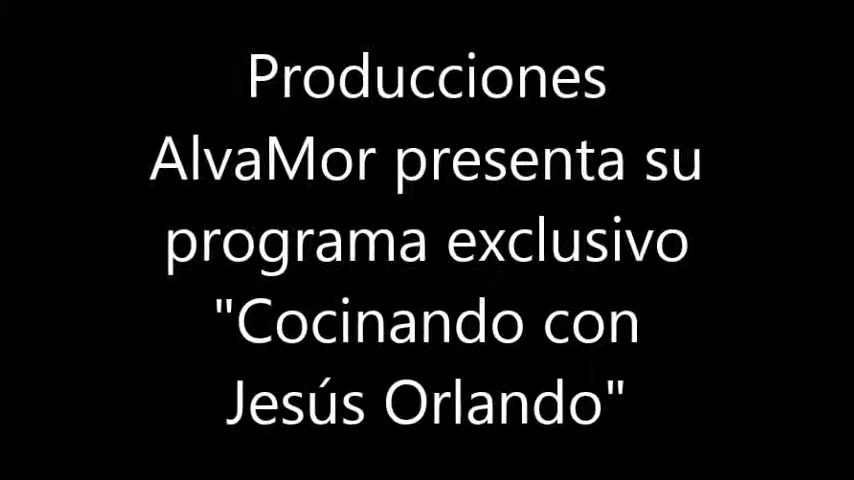 Producciones
AlvaMor presenta su
programa exclusivo
"Cocinando con
Jesús Orlando"